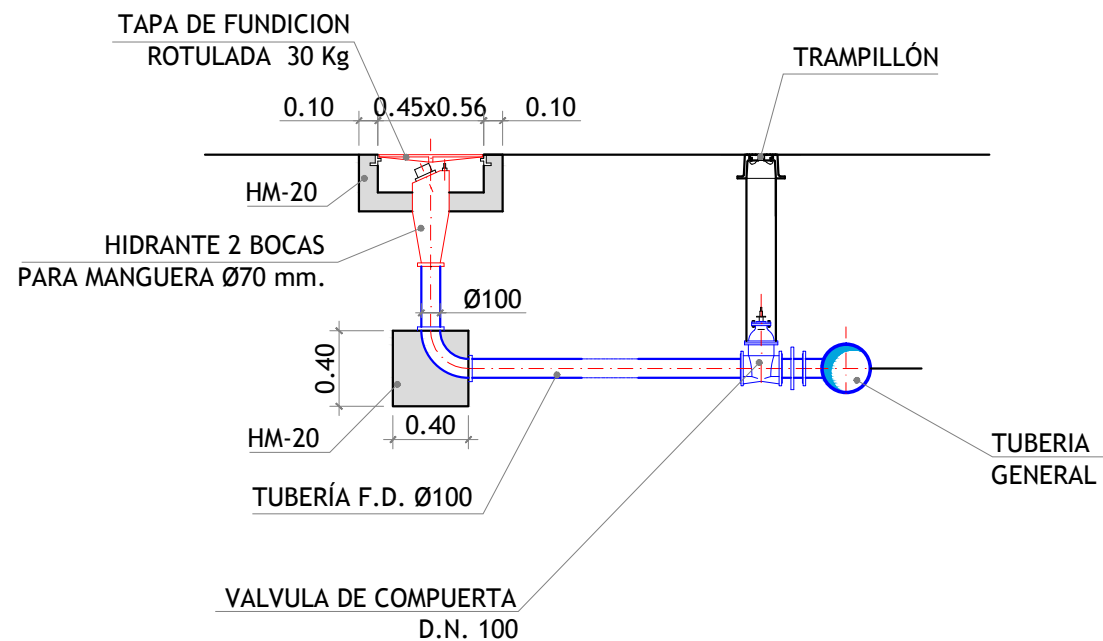 TAPA DE FUNDICION
ROTULADA 30 Kg
TRAMPILLÓN
0.10 0.45x0.56 0.10
HM-20
HIDRANTE 2 BOCAS
PARA MANGUERA Ø70 mm.
Ø100
0.40
0.40
HM-20
TUBERIA
GENERAL
TUBERÍA F.D. Ø100
VALVULA DE COMPUERTA
D.N. 100